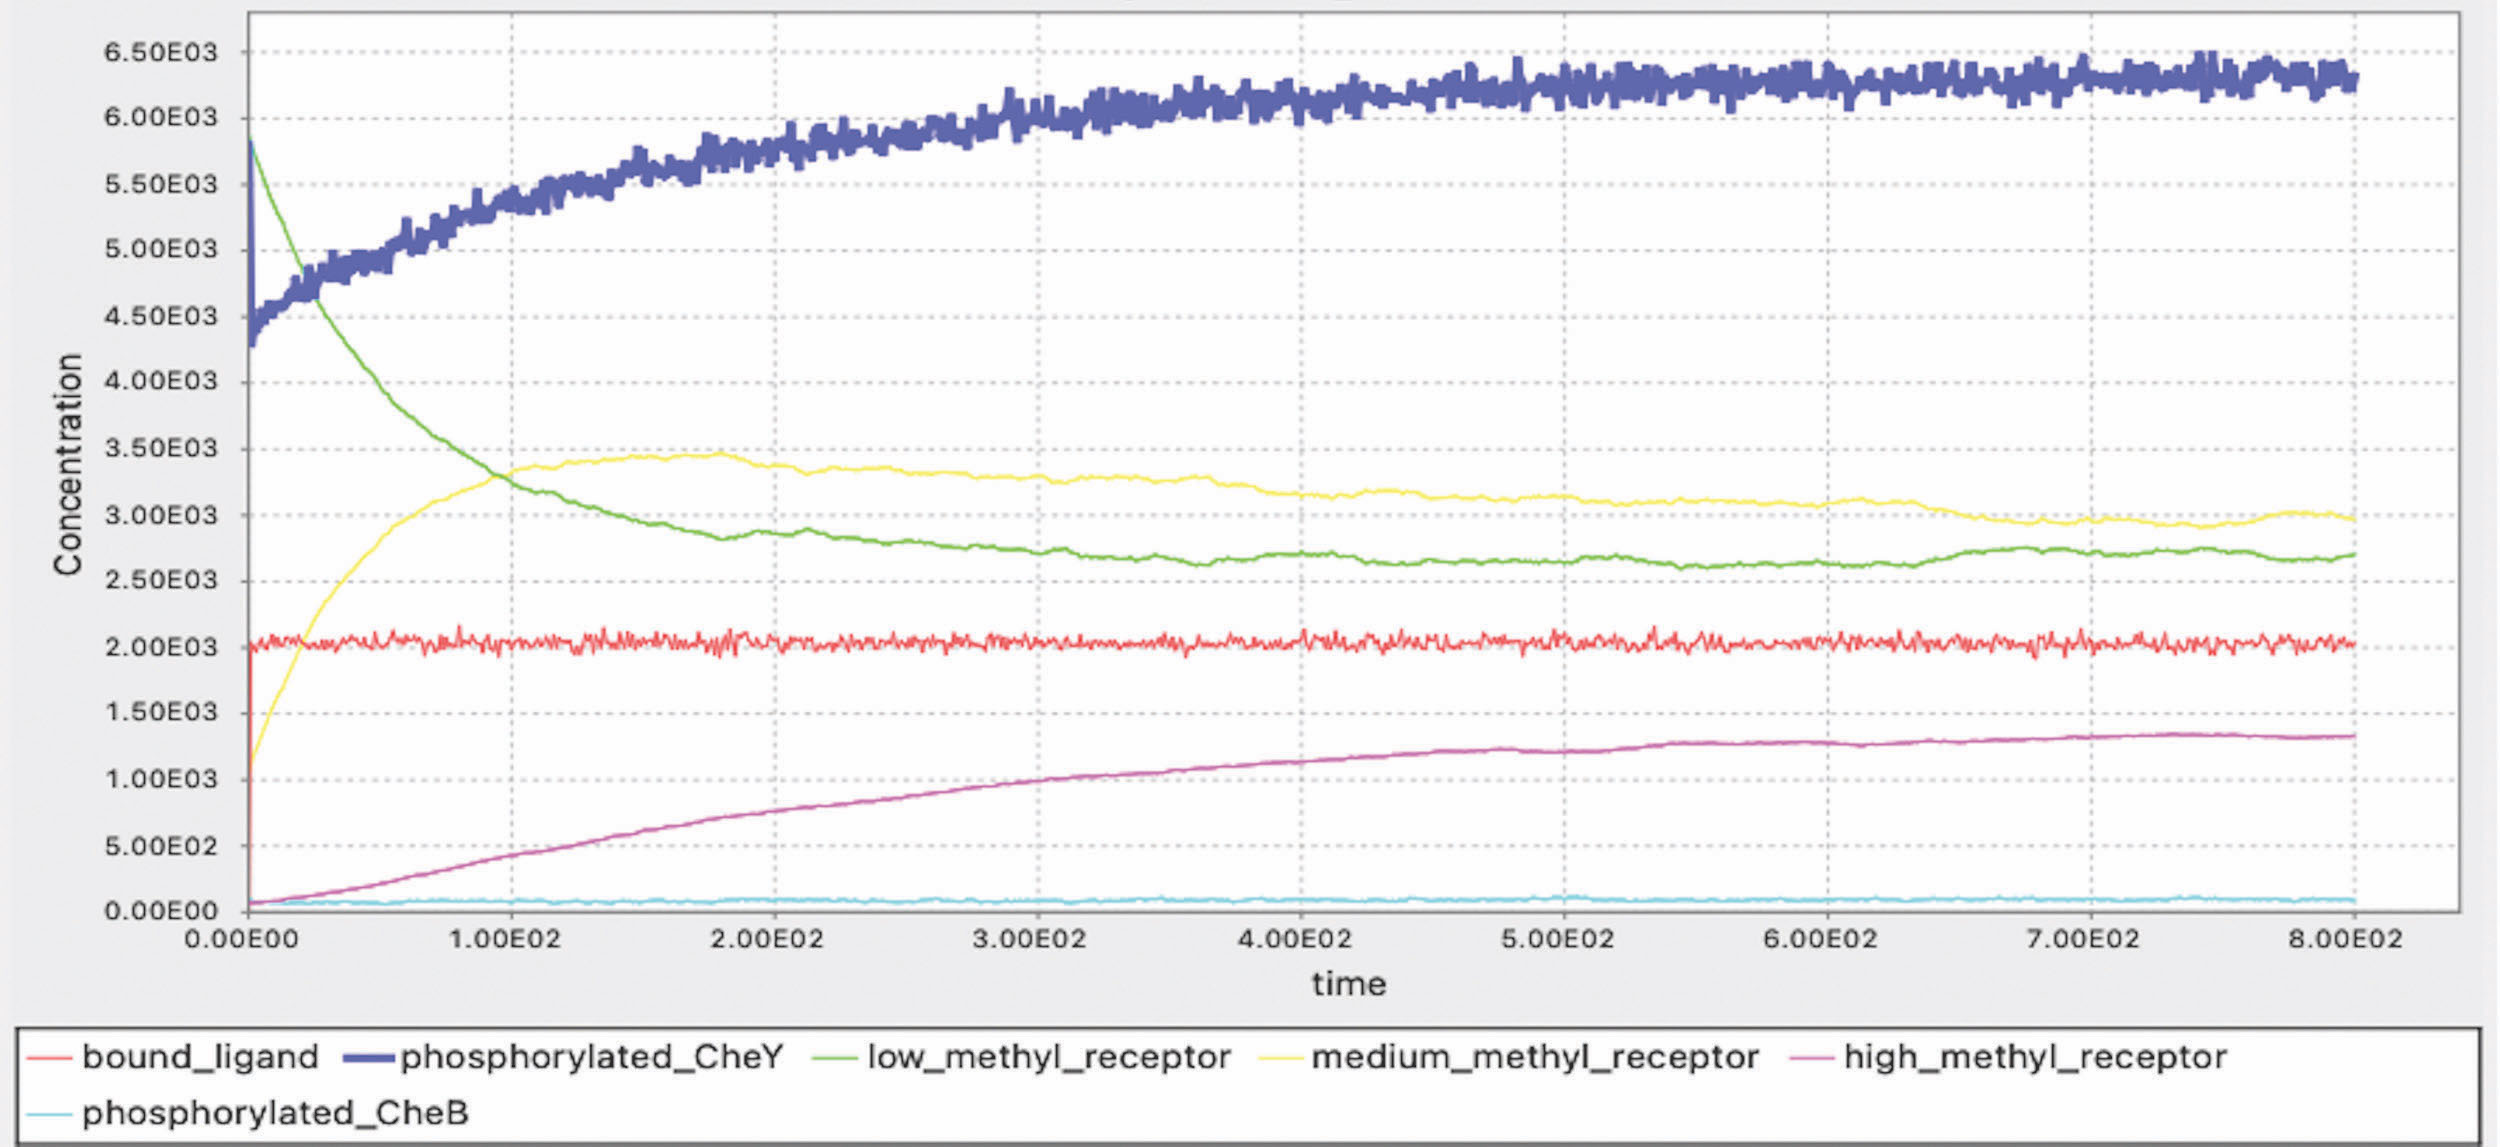 6.50E03
6.00E03
5.50E03
5.00E03
4.50E03
4.00E03
3.50E03
3.00E03
2.50E03
2.00E03
1.50E03
1.00E03
5.00E02
0.00E00
Concentration
0.00E00 1.00E02 2.00E02 3.00E02 4.00E02 5.00E02 6.00E02 7.00E02 8.00E02
time
bound_ligand phosphorylated_CheY low_methyl_receptor medium_methyl_receptor high_methyl_receptor
phosphorylated_CheB